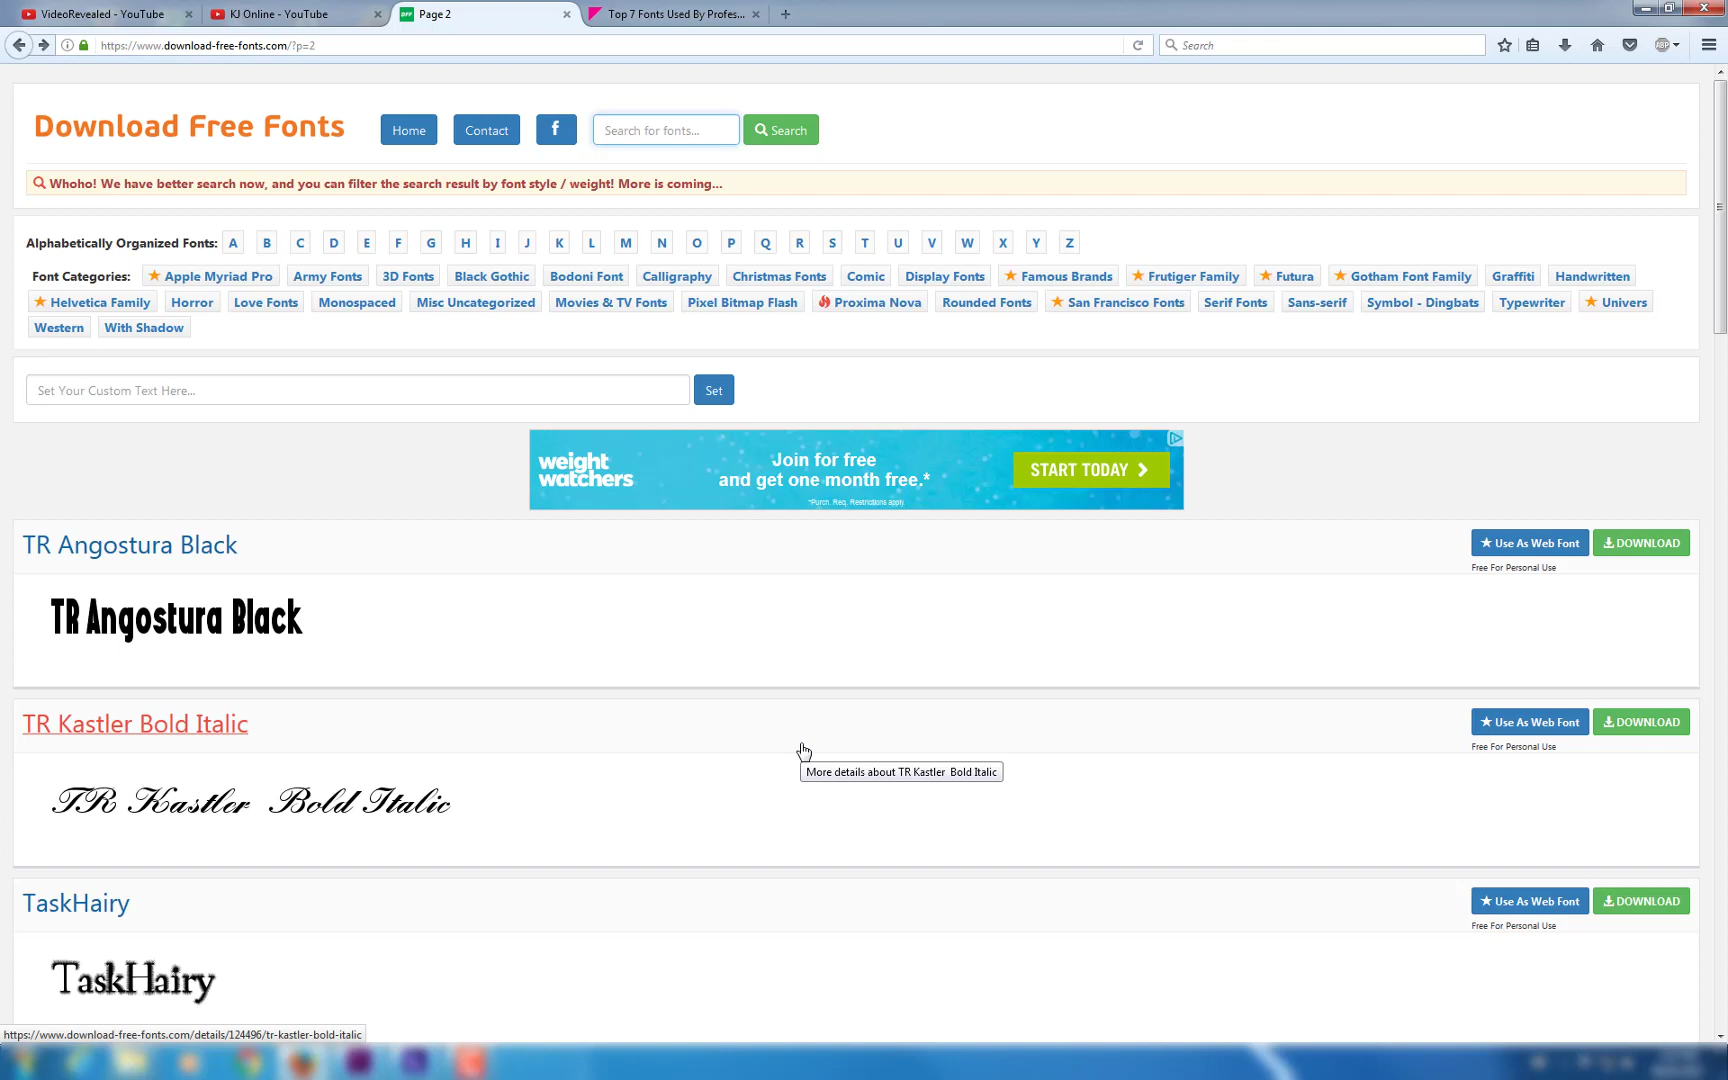 VideoRevealed - YouTube
KJ Online - YouTube
Page 2
Top 7 Fonts Used By Profes...
https://www.download-free-fonts.com/?p=2
Search
ABP
Download Free Fonts
Home
Contact
f
Search for fonts...
Search
Whoho! We have better search now, and you can filter the search result by font style / weight! More is coming...
Alphabetically Organized Fonts: A B C D E F G H I J K L M N O P Q R S T U V W X Y Z
Font Categories: Apple Myriad Pro Army Fonts 3D Fonts Black Gothic Bodoni Font Calligraphy Christmas Fonts Comic Display Fonts Famous Brands Frutiger Family Futura Gotham Font Family Graffiti Handwritten
Helvetica Family Horror Love Fonts Monospaced Misc Uncategorized Movies & TV Fonts Pixel Bitmap Flash Proxima Nova Rounded Fonts San Francisco Fonts Serif Fonts Sans-serif Symbol - Dingbats Typewriter Univers
Western With Shadow
Set Your Custom Text Here...
Set
weight watchers
Join for free
and get one month free.*
*Purch. Req. Restrictions apply
START TODAY
TR Angostura Black
Use As Web Font
DOWNLOAD
Free For Personal Use
TR Angostura Black
TR Kastler Bold Italic
Use As Web Font
DOWNLOAD
Free For Personal Use
More details about TR Kastler Bold Italic
TR Kastler Bold Italic
TaskHairy
Use As Web Font
DOWNLOAD
Free For Personal Use
TaskHairy
https://www.download-free-fonts.com/details/124496/tr-kastler-bold-italic